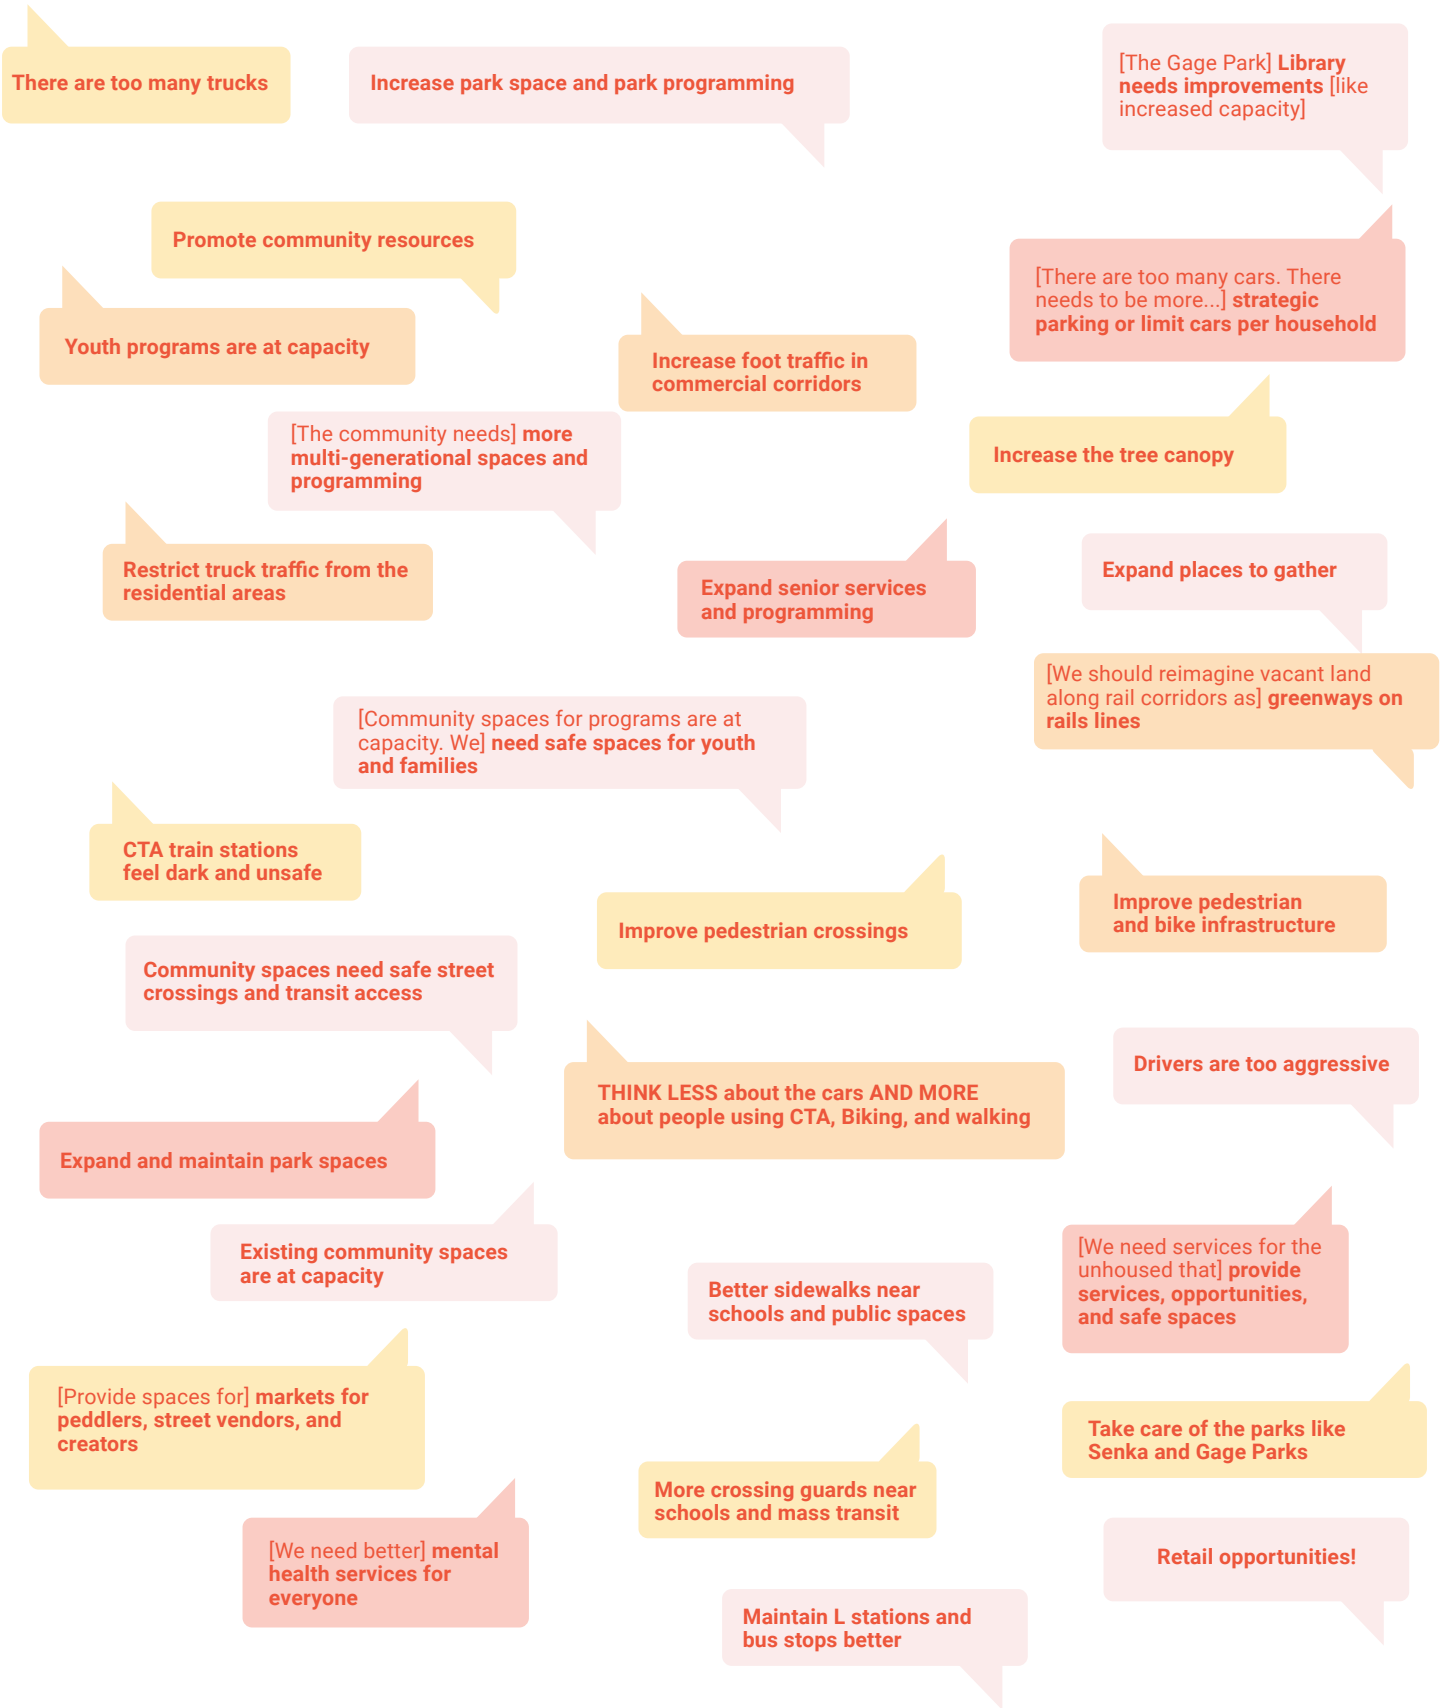 There are too many trucks
Increase park space and park programming
[The Gage Park] Library
needs improvements [like
increased capacity]
Promote community resources
[There are too many cars. There
needs to be more...] strategic
parking or limit cars per household
Youth programs are at capacity
Increase foot traffic in
commercial corridors
[The community needs] more
multi-generational spaces and
programming
Increase the tree canopy
Restrict truck traffic from the
residential areas
Expand senior services
and programming
Expand places to gather
[We should reimagine vacant land
along rail corridors as] greenways on
rails lines
[Community spaces for programs are at
capacity. We] need safe spaces for youth
and families
CTA train stations
feel dark and unsafe
Improve pedestrian crossings
Improve pedestrian
and bike infrastructure
Community spaces need safe street
crossings and transit access
Drivers are too aggressive
THINK LESS about the cars AND MORE
about people using CTA, Biking, and walking
Expand and maintain park spaces
Existing community spaces
are at capacity
[We need services for the
unhoused that] provide
services, opportunities,
and safe spaces
Better sidewalks near
schools and public spaces
[Provide spaces for] markets for
peddlers, street vendors, and
creators
Take care of the parks like
Senka and Gage Parks
More crossing guards near
schools and mass transit
[We need better] mental
health services for
everyone
Retail opportunities!
Maintain L stations and
bus stops better